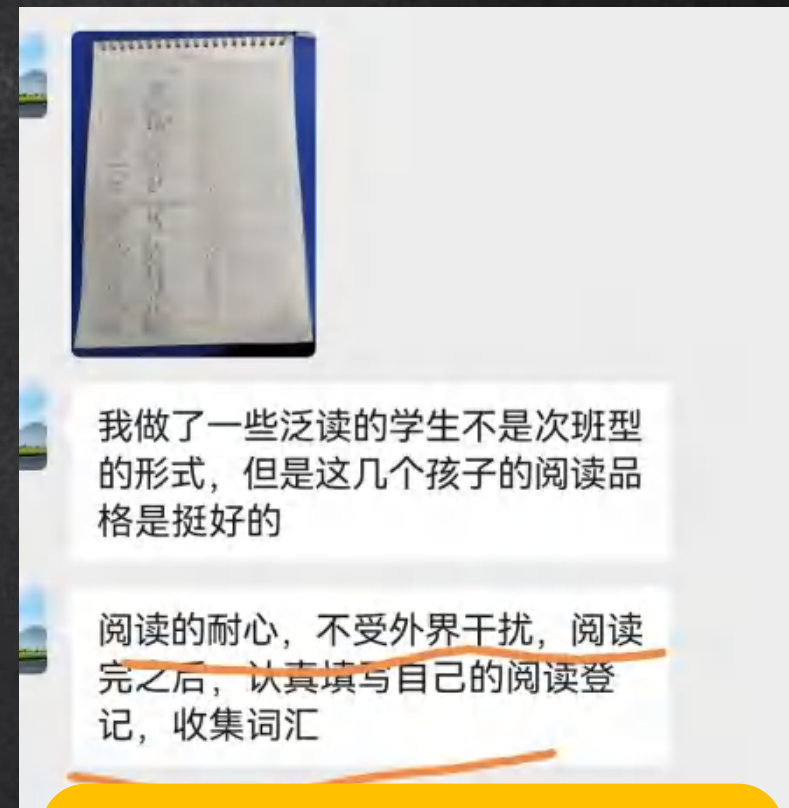 我做了一些泛读的学生不是次班型
的形式，但是这几个孩子的阅读品
格是挺好的
阅读的耐心，不受外界干扰，阅读
完之后，认真填写自己的阅读登
记，收集词汇